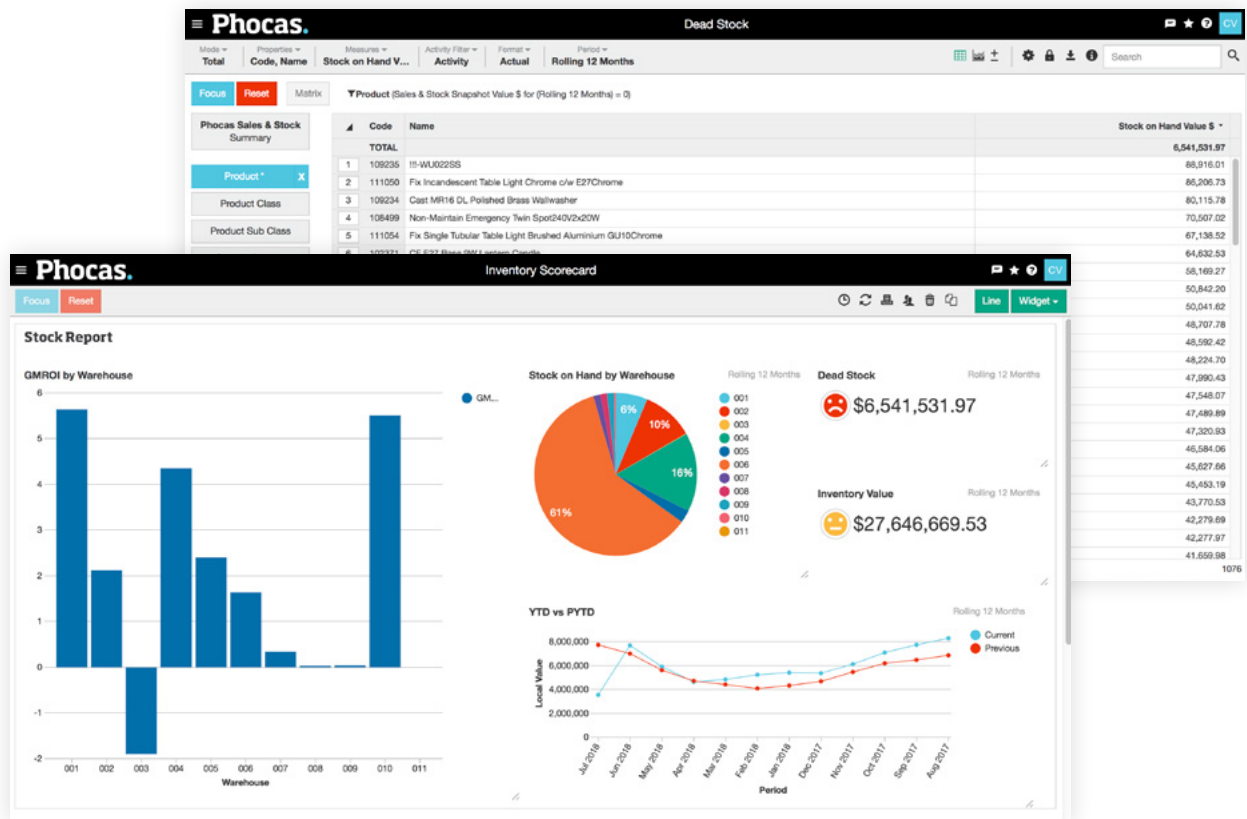 Phocas.
Dead Stock
CV
Mode
Properties
Measures
Activity Filter
Format
Period
Total
Code, Name
Stock on Hand V...
Activity
Actual
Rolling 12 Months
Search
Focus
Reset
Matrix
Product (Sales & Stock Snapshot Value $ for (Rolling 12 Months) = 0)
Phocas Sales & Stock
Summary
Product *
X
Product Class
Product Sub Class
Code Name Stock on Hand Value $
TOTAL 6,541,531.97
1 109235 !!!-WU022SS 88,916.01
2 111050 Fix Incandescent Table Light Chrome c/w E27Chrome 86,206.73
3 109234 Cast MR16 DL Polished Brass Wallwasher 80,115.78
4 108499 Non-Maintain Emergency Twin Spot240V2x20W 70,507.02
5 111054 Fix Single Tubular Table Light Brushed Aluminium GU10Chrome 67,138.52
6 102371 CF E27 Base 9W Lantern Candle 64,632.53
58,169.27
50,842.20
50,041.62
48,707.78
48,592.42
48,224.70
47,990.43
47,548.07
47,489.89
47,320.93
46,584.06
45,627.66
45,453.19
43,770.53
42,279.69
42,277.97
41,659.98
1076
Phocas.
Inventory Scorecard
CV
Focus
Reset
Line
Widget
Stock Report
GMROI by Warehouse
GM...
6
5
4
3
2
1
0
-1
-2
001 002 003 004 005 006 007 008 009 010 011
Warehouse
Stock on Hand by Warehouse
Rolling 12 Months
6%
10%
16%
61%
001
002
003
004
005
006
007
008
009
010
011
Dead Stock
Rolling 12 Months
$6,541,531.97
Inventory Value
Rolling 12 Months
$27,646,669.53
YTD vs PYTD
Rolling 12 Months
Current
Previous
Local Value
8,000,000
6,000,000
4,000,000
2,000,000
0
Jul 2018 Jun 2018 May 2018 Apr 2018 Mar 2018 Feb 2018 Jan 2018 Dec 2017 Nov 2017 Oct 2017 Sep 2017 Aug 2017
Period